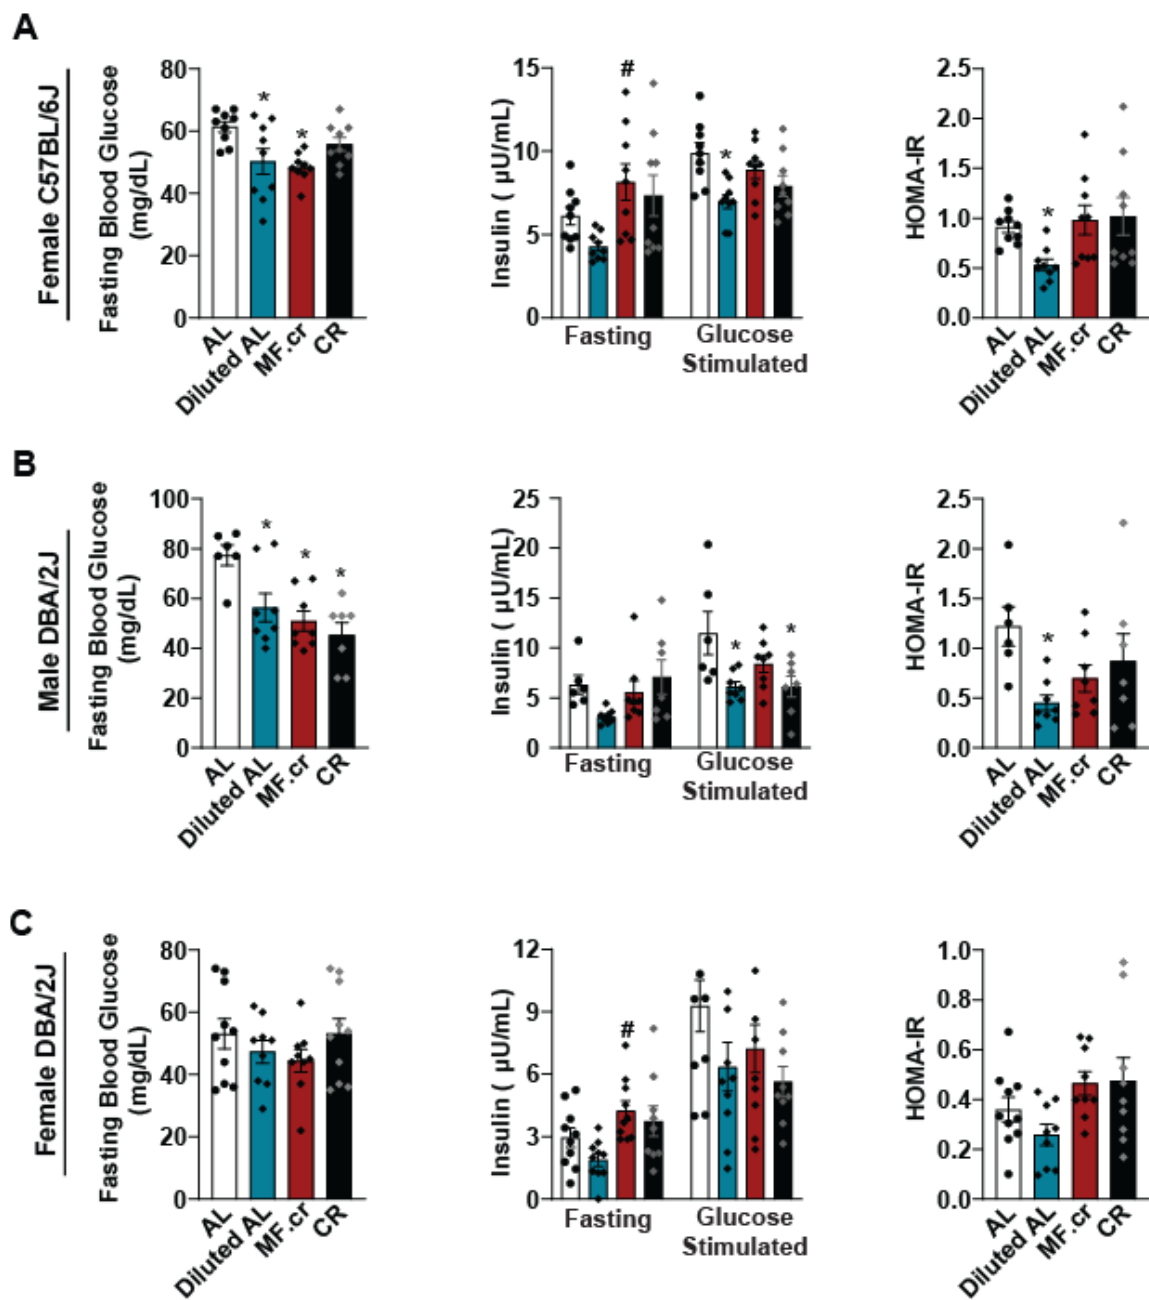 A
Female C57BL/6J
Fasting Blood Glucose
(mg/dL)
80
60
40
20
0
AL
Diluted AL
MF.cr
CR
*
*
Insulin ( µU/mL)
15
10
5
0
#
*
Fasting
Glucose
Stimulated
HOMA-IR
2.5
2.0
1.5
1.0
0.5
0.0
*
AL
Diluted AL
MF.cr
CR
B
Male DBA/2J
Fasting Blood Glucose
(mg/dL)
100
80
60
40
20
0
*
*
*
AL
Diluted AL
MF.cr
CR
Insulin ( µU/mL)
25
20
15
10
5
0
*
*
Fasting
Glucose
Stimulated
HOMA-IR
2.5
2.0
1.5
1.0
0.5
0.0
*
AL
Diluted AL
MF.cr
CR
C
Female DBA/2J
Fasting Blood Glucose
(mg/dL)
80
60
40
20
0
AL
Diluted AL
MF.cr
CR
Insulin ( µU/mL)
12
9
6
3
0
#
Fasting
Glucose
Stimulated
HOMA-IR
1.0
0.8
0.6
0.4
0.2
0.0
AL
Diluted AL
MF.cr
CR